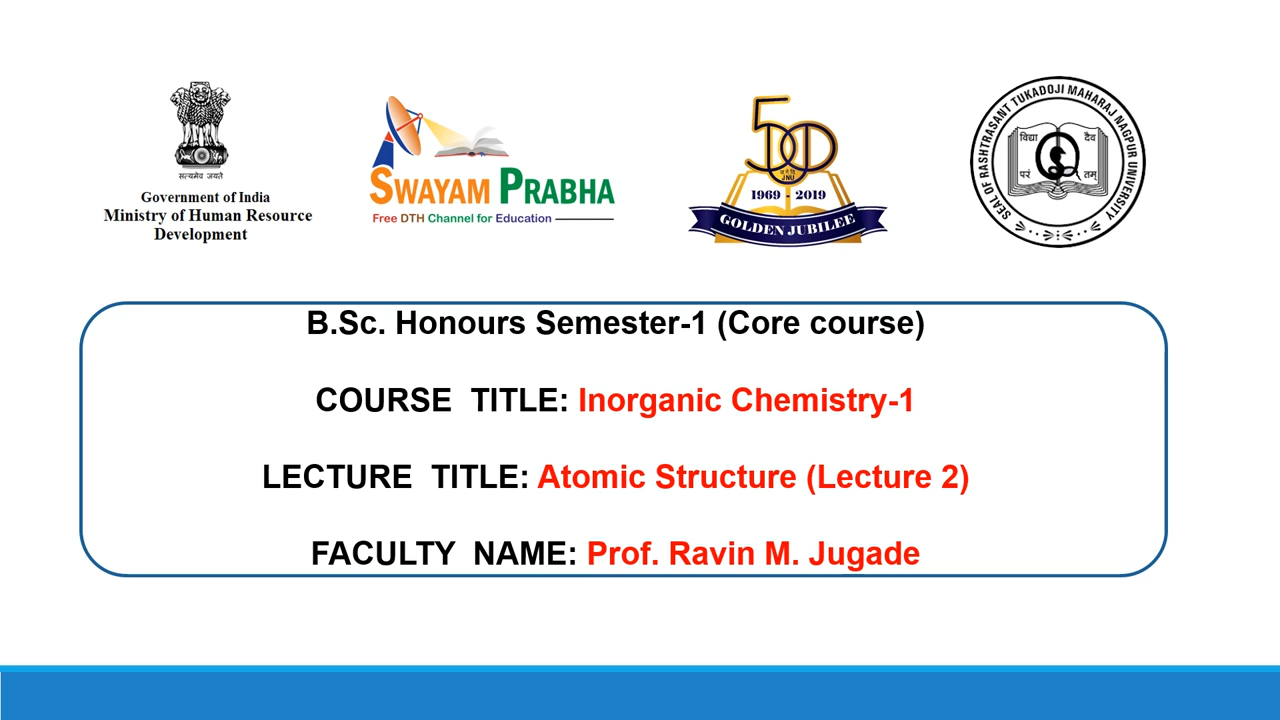 सत्यमेव जयते
Government of India
Ministry of Human Resource
Development
SWAYAM PRABHA
Free DTH Channel for Education
50
JNU
1969 - 2019
GOLDEN JUBILEE
SEAL OF RASHTRASANT TUKADOJI MAHARAJ NAGPUR UNIVERSITY
विद्या दैव
परं तम्
B.Sc. Honours Semester-1 (Core course)
COURSE TITLE: Inorganic Chemistry-1
LECTURE TITLE: Atomic Structure (Lecture 2)
FACULTY NAME: Prof. Ravin M. Jugade